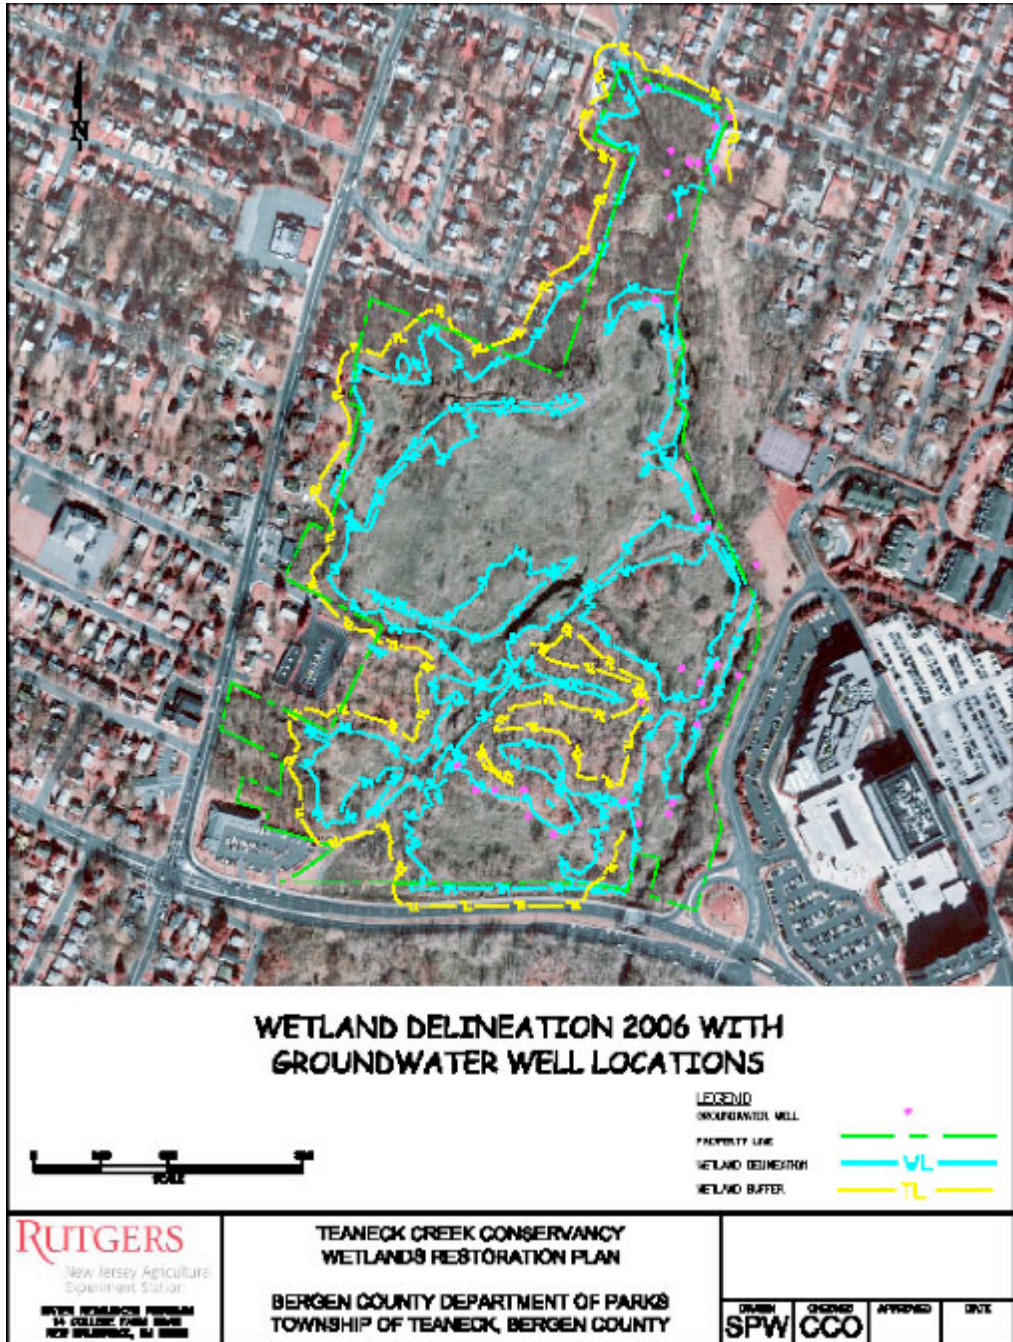 N
WETLAND DELINEATION 2006 WITH
GROUNDWATER WELL LOCATIONS
LEGEND
GROUNDWATER WELL
PROPERTY LINE
WETLAND DELINEATION
WL
WETLAND BUFFER
TL
SCALE
RUTGERS
New Jersey Agricultural
Experiment Station
TEANECK CREEK CONSERVANCY
WETLANDS RESTORATION PLAN
BERGEN COUNTY DEPARTMENT OF PARKS
TOWNSHIP OF TEANECK, BERGEN COUNTY
DRAWN
CHECKED
APPROVED
DATE
SPW
CCO